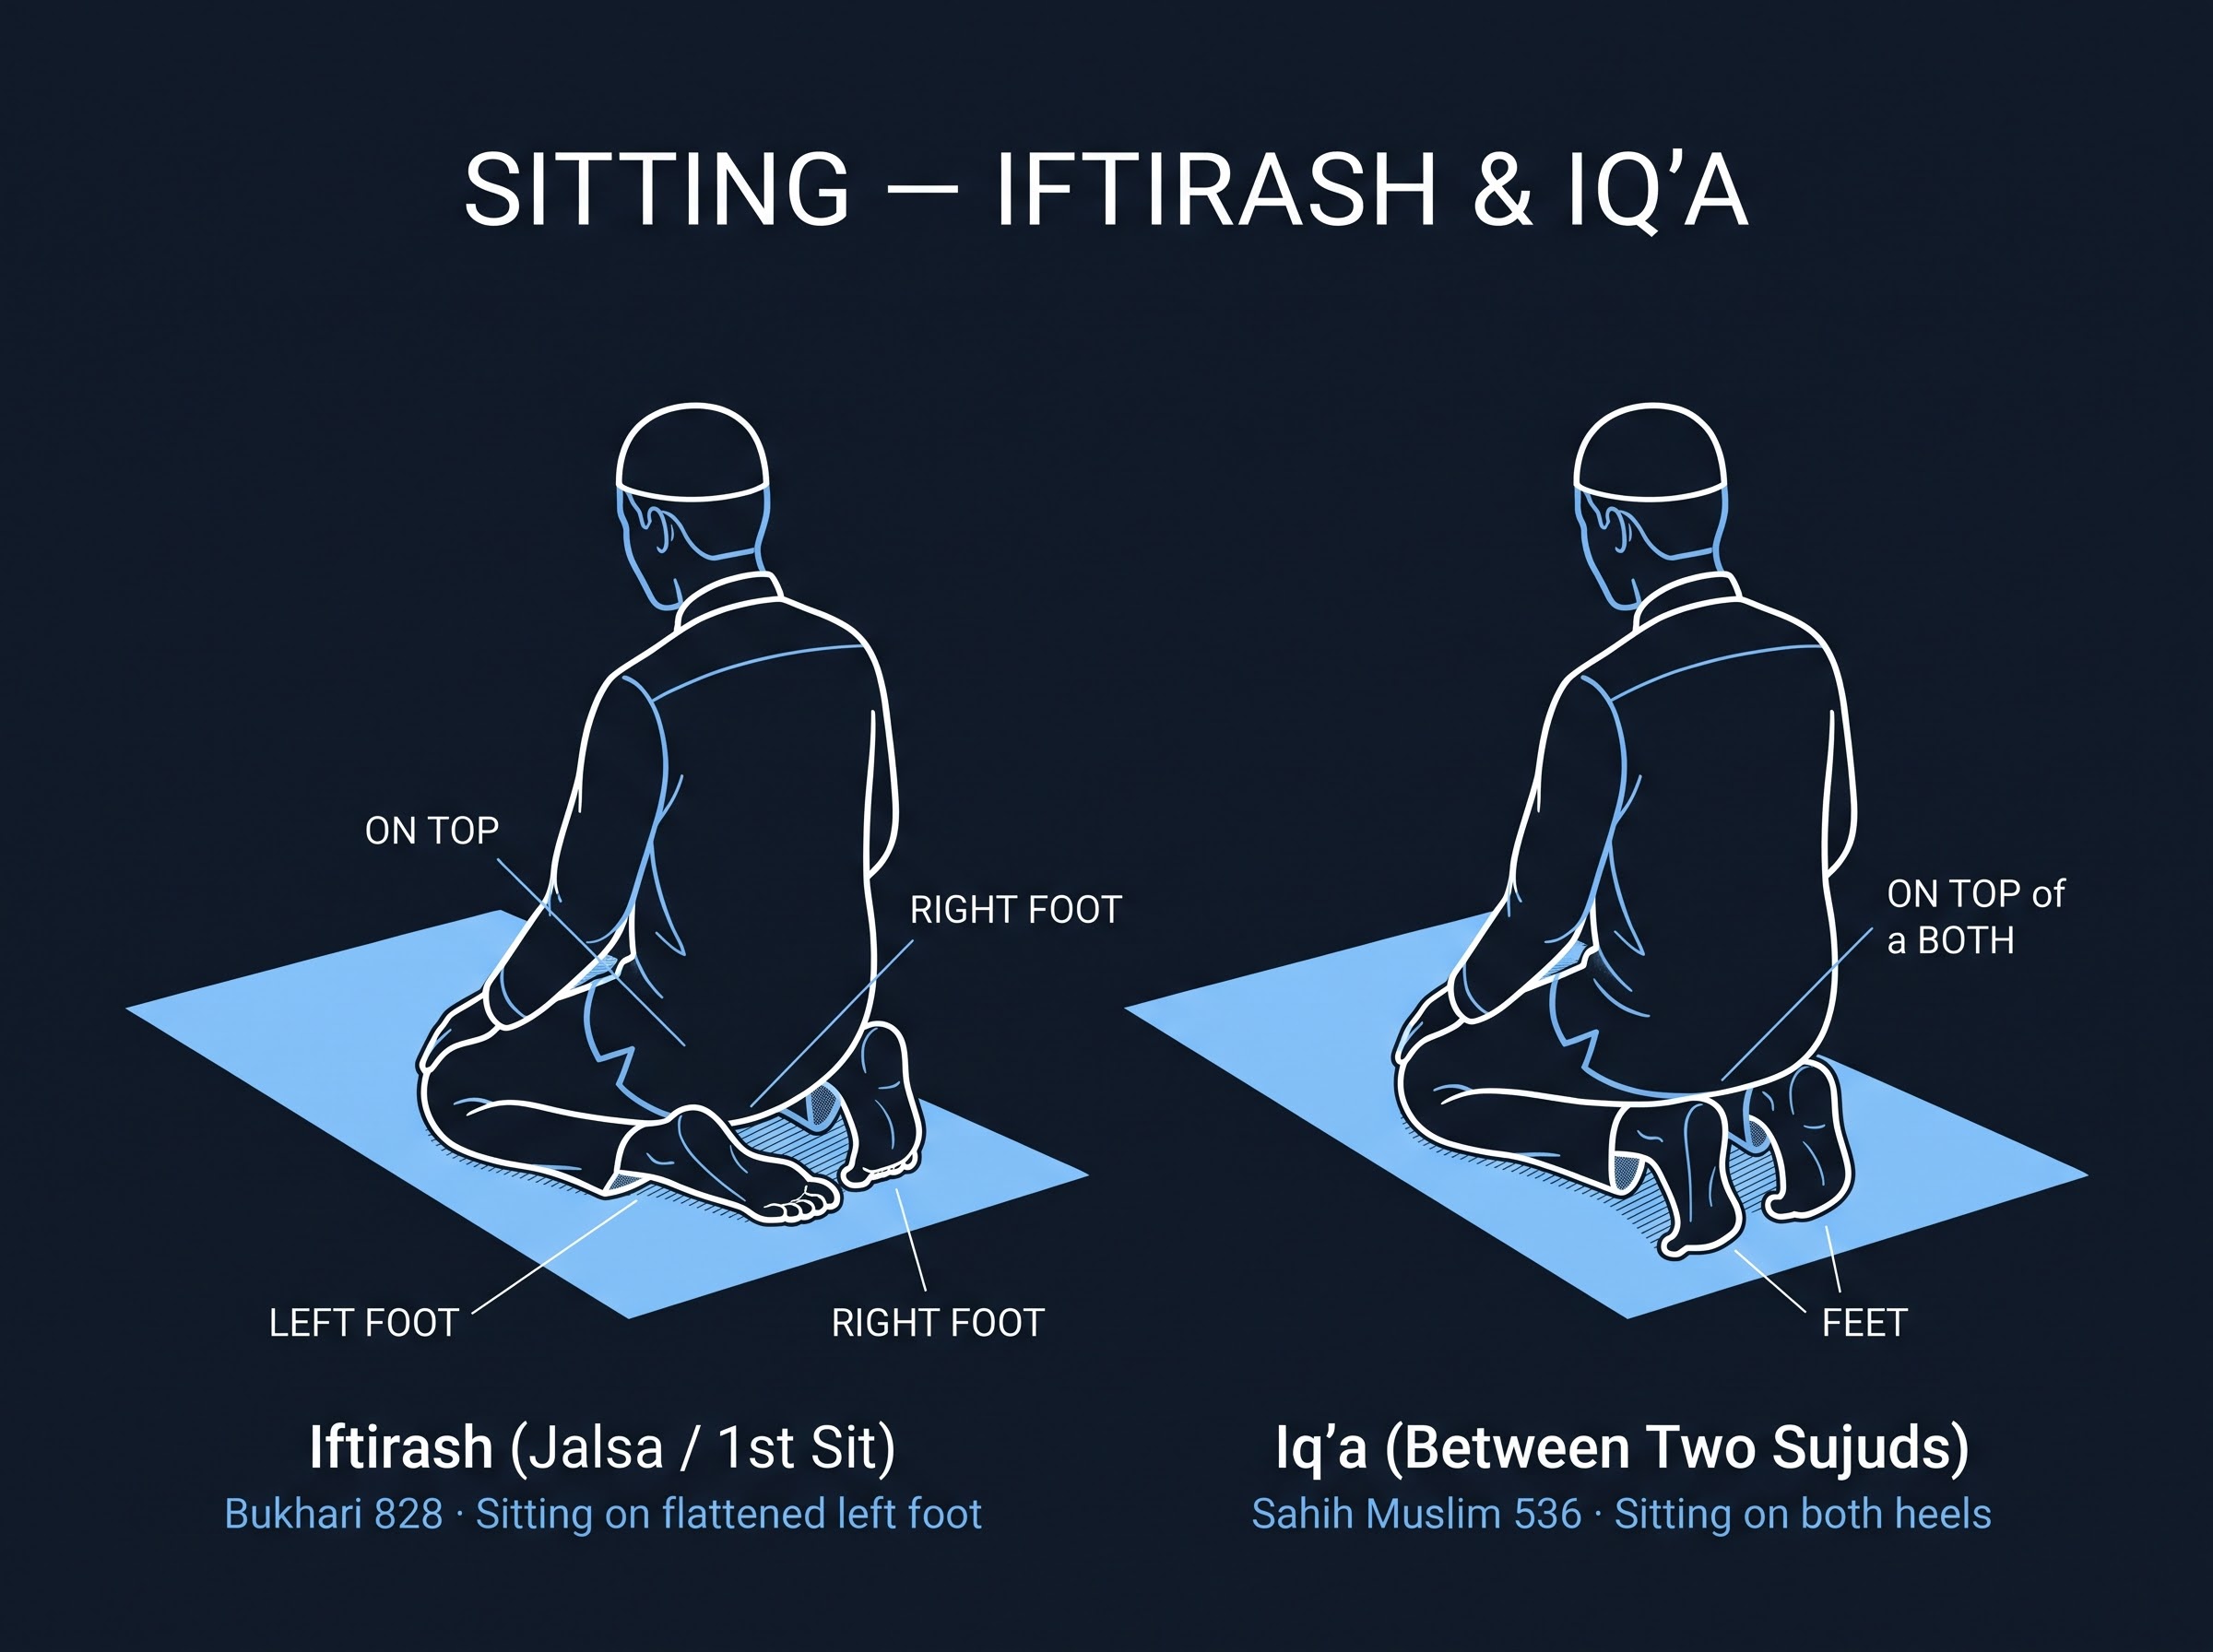 SITTING — IFTIRASH & IQ’A
ON TOP
RIGHT FOOT
LEFT FOOT
RIGHT FOOT
Iftirash (Jalsa / 1st Sit)
Bukhari 828 · Sitting on flattened left foot
ON TOP of
a BOTH
FEET
Iq’a (Between Two Sujuds)
Sahih Muslim 536 · Sitting on both heels